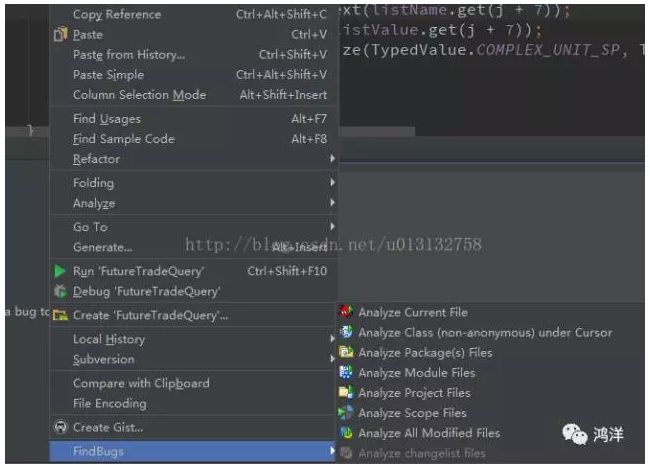 Copy Reference Ctrl+Alt+Shift+C
ext(listName.get(j + 7));
Paste Ctrl+V
listValue.get(j + 7));
Paste from History... Ctrl+Shift+V
ze(TypedValue.COMPLEX_UNIT_SP, T
Paste Simple Ctrl+Alt+Shift+V
Column Selection Mode Alt+Shift+Insert
Find Usages Alt+F7
}
Find Sample Code Alt+F8
Refactor
Folding
Analyze
Go To
Generate... Alt+Insert
http://blog.csdn.net/u013132758
Run 'FutureTradeQuery' Ctrl+Shift+F10
Debug 'FutureTradeQuery'
a bug to
Create 'FutureTradeQuery'...
Local History
Subversion
Compare with Clipboard
File Encoding
Create Gist...
FindBugs
Analyze Current File
Analyze Class (non-anonymous) under Cursor
Analyze Package(s) Files
Analyze Module Files
Analyze Project Files
Analyze Scope Files
Analyze All Modified Files
Analyze changelist files
鸿洋